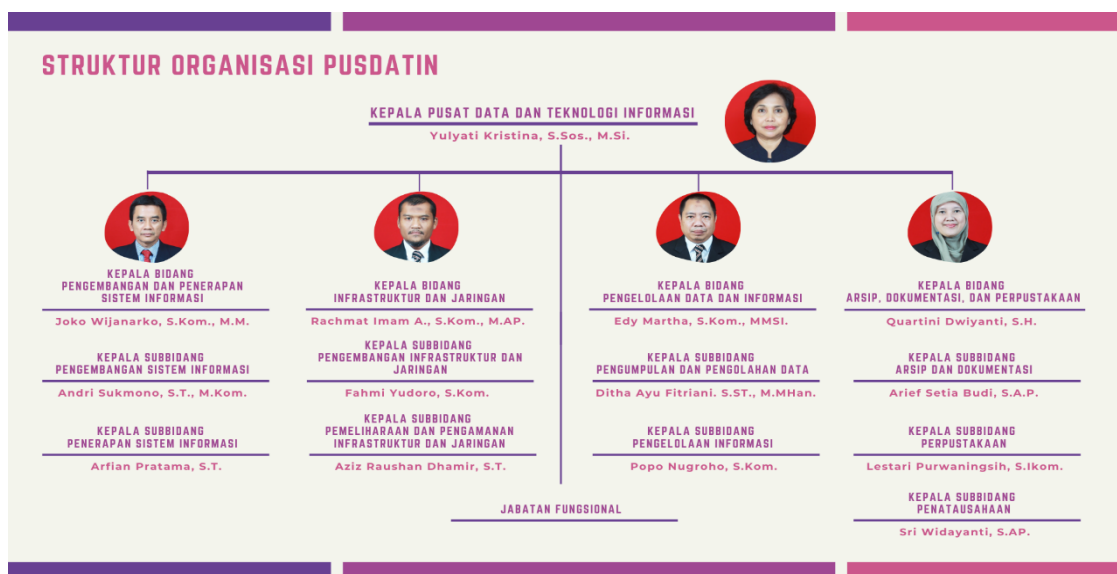 STRUKTUR ORGANISASI PUSDATIN
KEPALA PUSAT DATA DAN TEKNOLOGI INFORMASI
Yulyati Kristina, S.Sos., M.Si.
KEPALA BIDANG
PENGEMBANGAN DAN PENERAPAN
SISTEM INFORMASI
Joko Wijanarko, S.Kom., M.M.
KEPALA SUBBIDANG
PENGEMBANGAN SISTEM INFORMASI
Andri Sukmono, S.T., M.Kom.
KEPALA SUBBIDANG
PENERAPAN SISTEM INFORMASI
Arfian Pratama, S.T.
KEPALA BIDANG
INFRASTRUKTUR DAN JARINGAN
Rachmat Imam A., S.Kom., M.AP.
KEPALA SUBBIDANG
PENGEMBANGAN INFRASTRUKTUR DAN
JARINGAN
Fahmi Yudoro, S.Kom.
KEPALA SUBBIDANG
PEMELIHARAAN DAN PENGAMANAN
INFRASTRUKTUR DAN JARINGAN
Aziz Raushan Dhamir, S.T.
KEPALA BIDANG
PENGELOLAAN DATA DAN INFORMASI
Edy Martha, S.Kom., MMSI.
KEPALA SUBBIDANG
PENGUMPULAN DAN PENGOLAHAN DATA
Ditha Ayu Fitriani. S.ST., M.MHan.
KEPALA SUBBIDANG
PENGELOLAAN INFORMASI
Popo Nugroho, S.Kom.
KEPALA BIDANG
ARSIP, DOKUMENTASI, DAN PERPUSTAKAAN
Quartini Dwiyanti, S.H.
KEPALA SUBBIDANG
ARSIP DAN DOKUMENTASI
Arief Setia Budi, S.A.P.
KEPALA SUBBIDANG
PERPUSTAKAAN
Lestari Purwaningsih, S.Ikom.
KEPALA SUBBIDANG
PENATAUSAHAAN
Sri Widayanti, S.AP.
JABATAN FUNGSIONAL